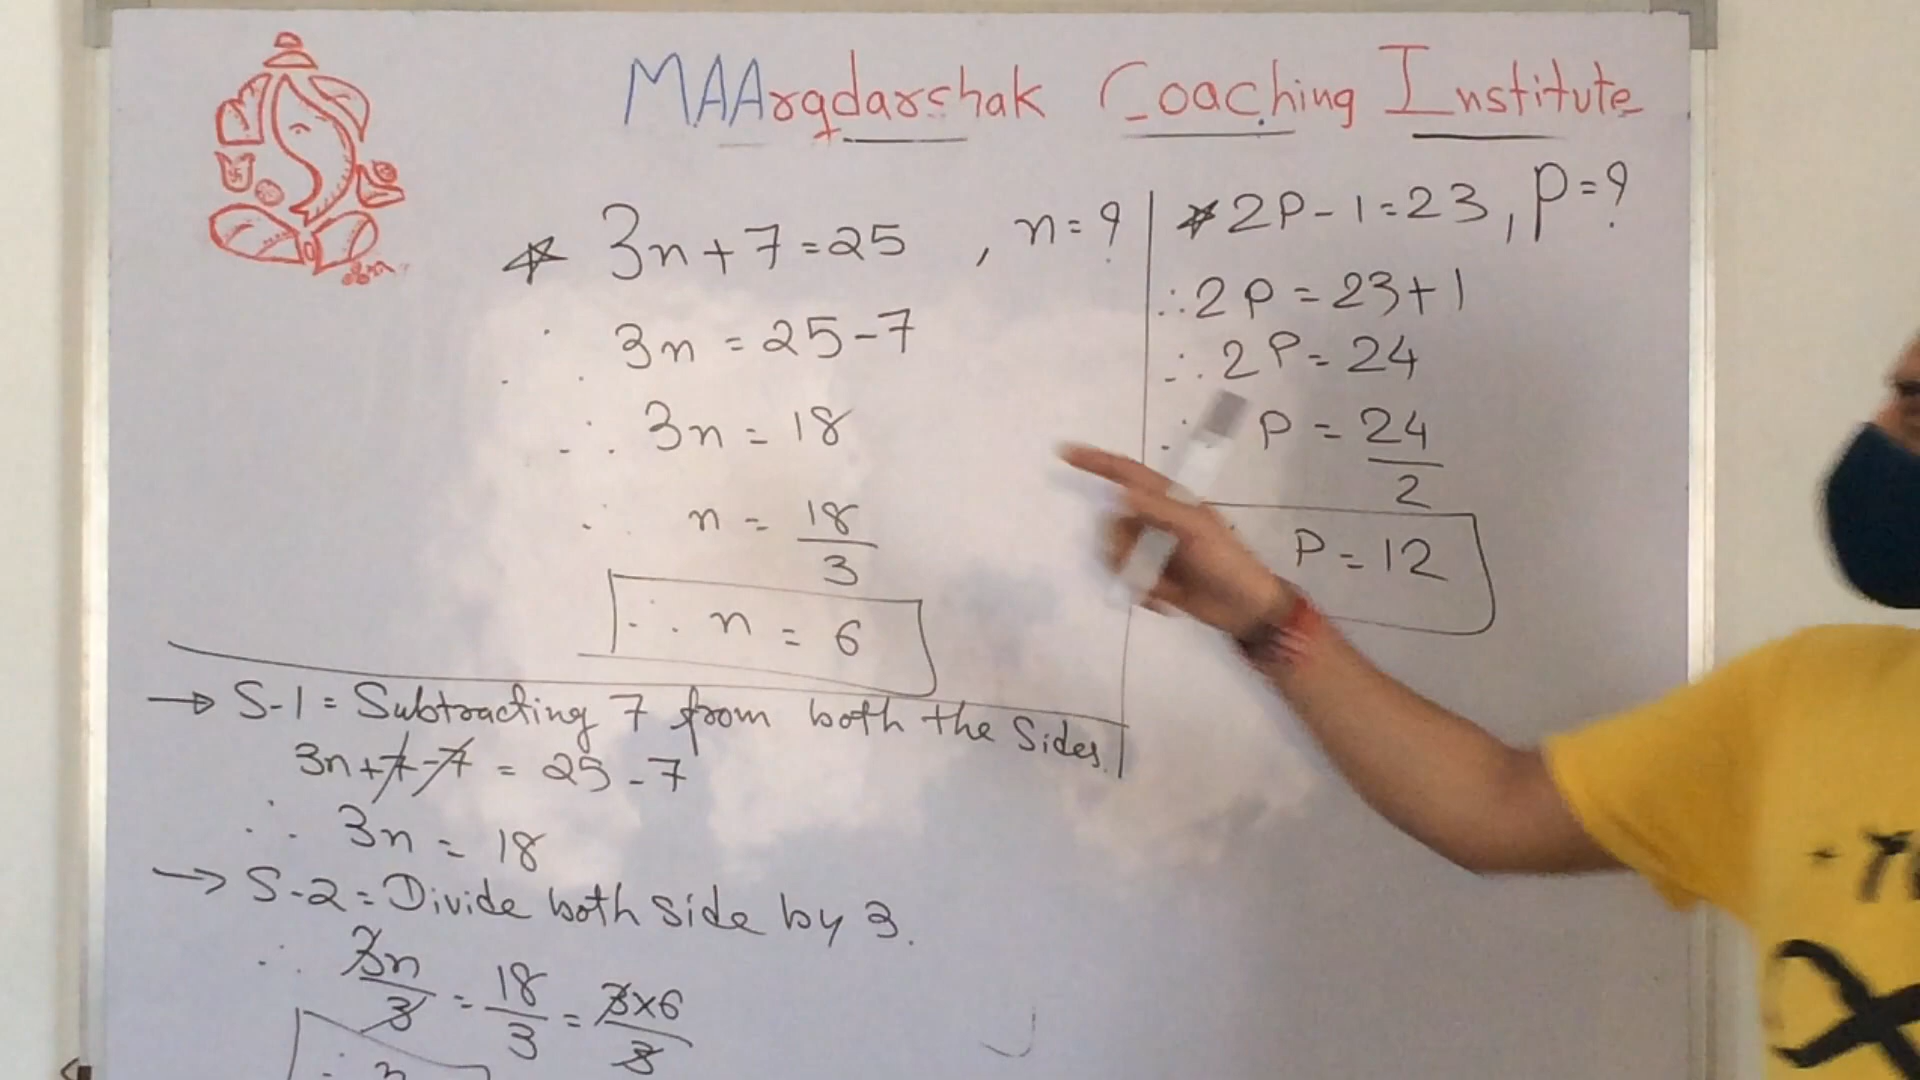 MAArgdarshak Coaching Institute
* 3n+7=25 , n=?
3n = 25-7
∴ 3n = 18
∴ n = 18/3
∴ n = 6
* 2P-1=23, P=?
∴ 2P = 23+1
∴ 2P = 24
∴ P = 24/2
P = 12
→ S-1 = Subtracting 7 from both the Sides.
3n+7-7 = 25-7
∴ 3n = 18
→ S-2 = Divide both side by 3.
∴ 3n/3 = 18/3 = 3×6/3